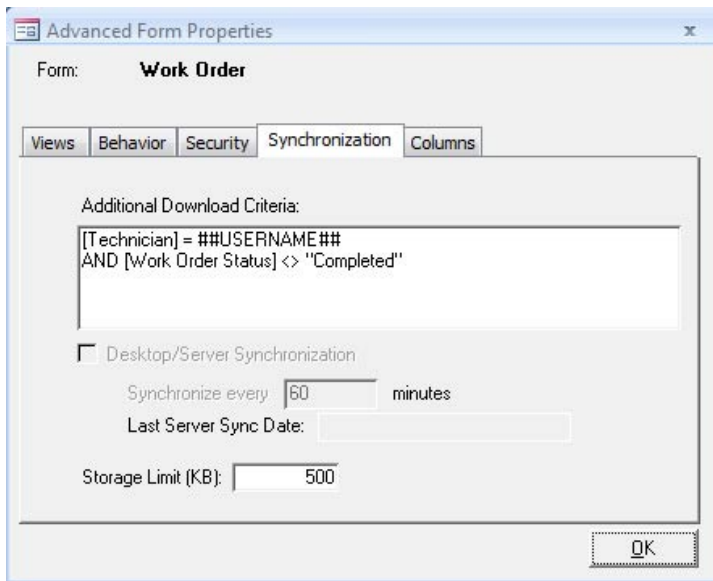 Advanced Form Properties x
Form: Work Order
Views Behavior Security Synchronization Columns
Additional Download Criteria:
[Technician] = ##USERNAME##
AND [Work Order Status] <> "Completed"
Desktop/Server Synchronization
Synchronize every 60 minutes
Last Server Sync Date:
Storage Limit (KB): 500
OK